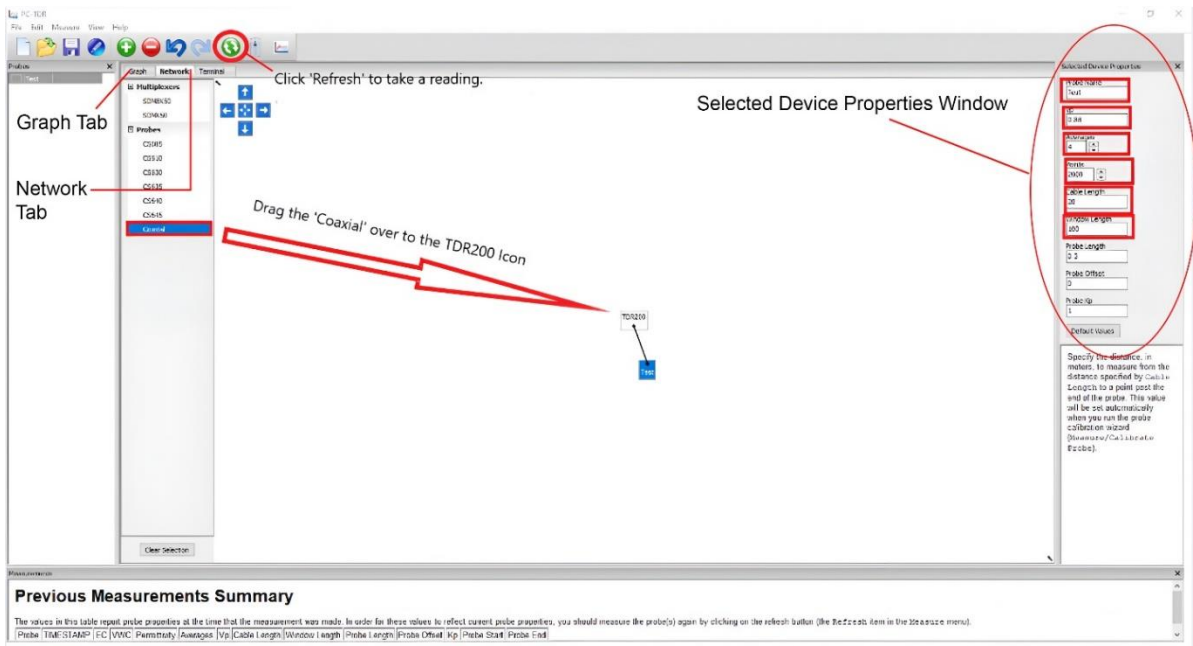 PC-TDR
File Edit Measure View Help
Probes
Test
Graph Network Terminal
Click 'Refresh' to take a reading.
Graph Tab
Network Tab
Multiplexers
SDM8X50
SDMX50
Probes
CS605
CS610
CS630
CS635
CS640
CS645
Coaxial
Clear Selection
Drag the 'Coaxial' over to the TDR200 Icon
TDR200
Test
Selected Device Properties Window
Selected Device Properties
Probe Name
Test
Vp
0.88
Averages
4
Points
2008
Cable Length
20
Window Length
100
Probe Length
0.3
Probe Offset
0
Probe Kp
1
Default Values
Specify the distance, in
meters, to measure from the
distance specified by Cable
Length to a point past the
end of the probe. This value
will be set automatically
when you run the probe
calibration wizard
(Measure/Calibrate
Probe).
Measurements
Previous Measurements Summary
The values in this table report probe properties at the time that the measurement was made. In order for these values to reflect current probe properties, you should measure the probe(s) again by clicking on the refresh button (the Refresh item in the Measure menu).
Probe TIMESTAMP EC VWC Permittivity Averages Vp Cable Length Window Length Probe Length Probe Offset Kp Probe Start Probe End